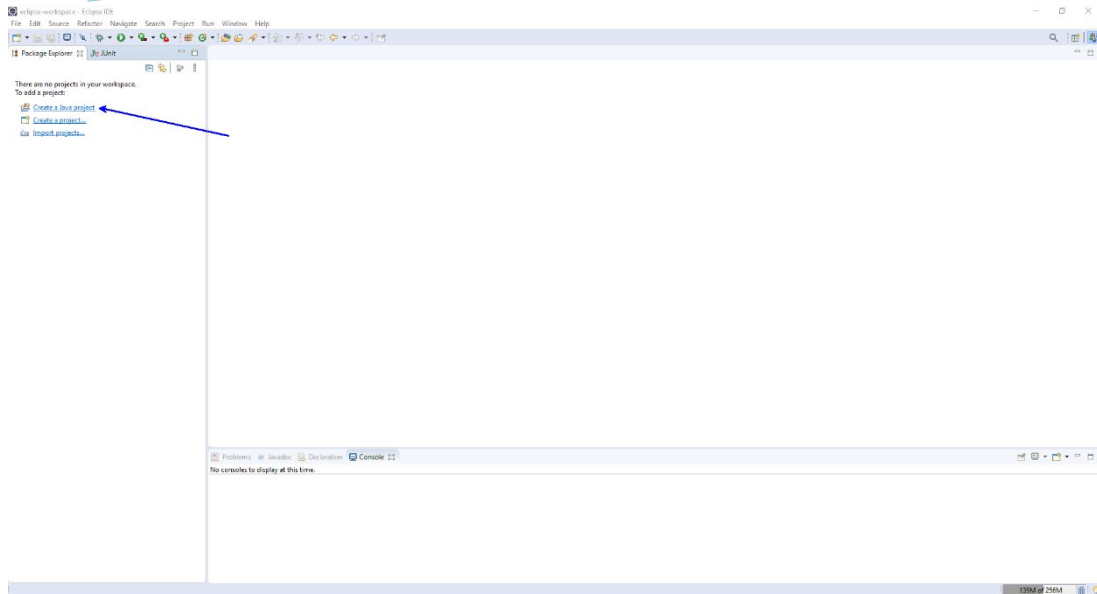 eclipse-workspace - Eclipse IDE
File Edit Source Refactor Navigate Search Project Run Window Help
Package Explorer JUnit
There are no projects in your workspace.
To add a project:
Create a Java project
Create a project...
Import projects...
Problems Javadoc Declaration Console
No consoles to display at this time.
139M of 256M